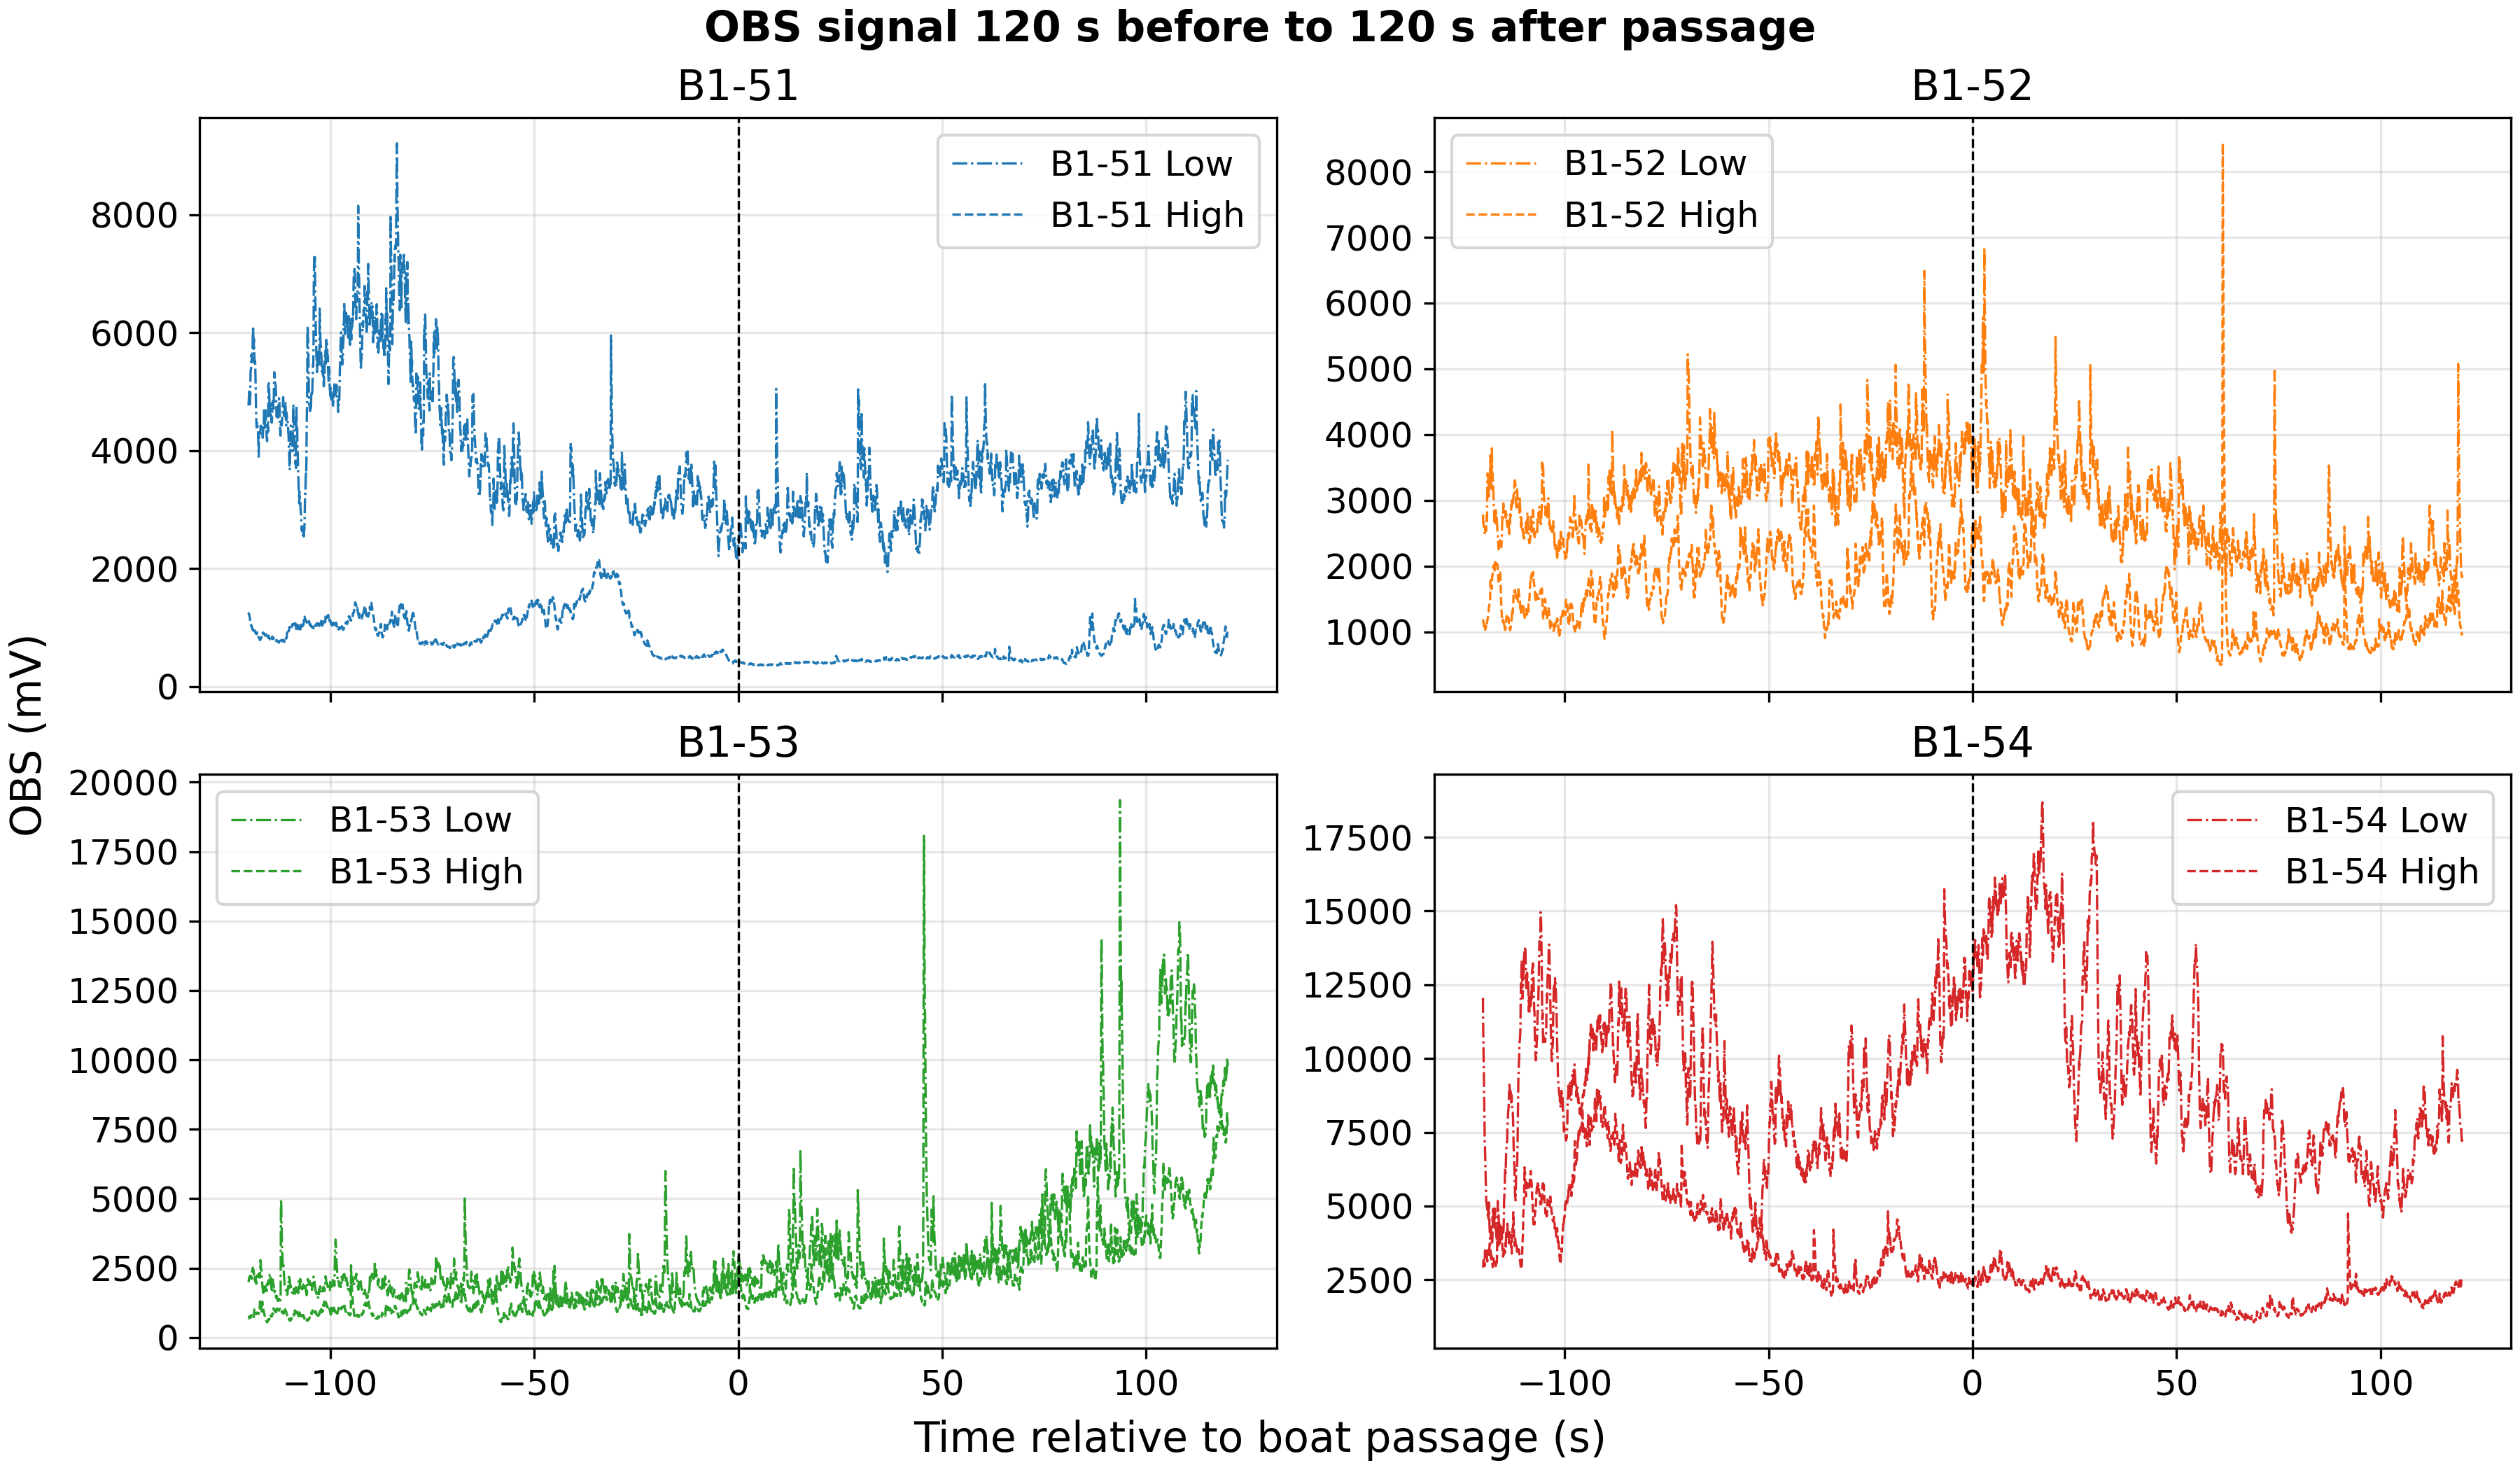 OBS signal 120 s before to 120 s after passage
B1-51
B1-51 Low
B1-51 High
8000
6000
4000
2000
0
B1-52
B1-52 Low
B1-52 High
8000
7000
6000
5000
4000
3000
2000
1000
OBS (mV)
B1-53
B1-53 Low
B1-53 High
20000
17500
15000
12500
10000
7500
5000
2500
0
−100
−50
0
50
100
B1-54
B1-54 Low
B1-54 High
17500
15000
12500
10000
7500
5000
2500
−100
−50
0
50
100
Time relative to boat passage (s)